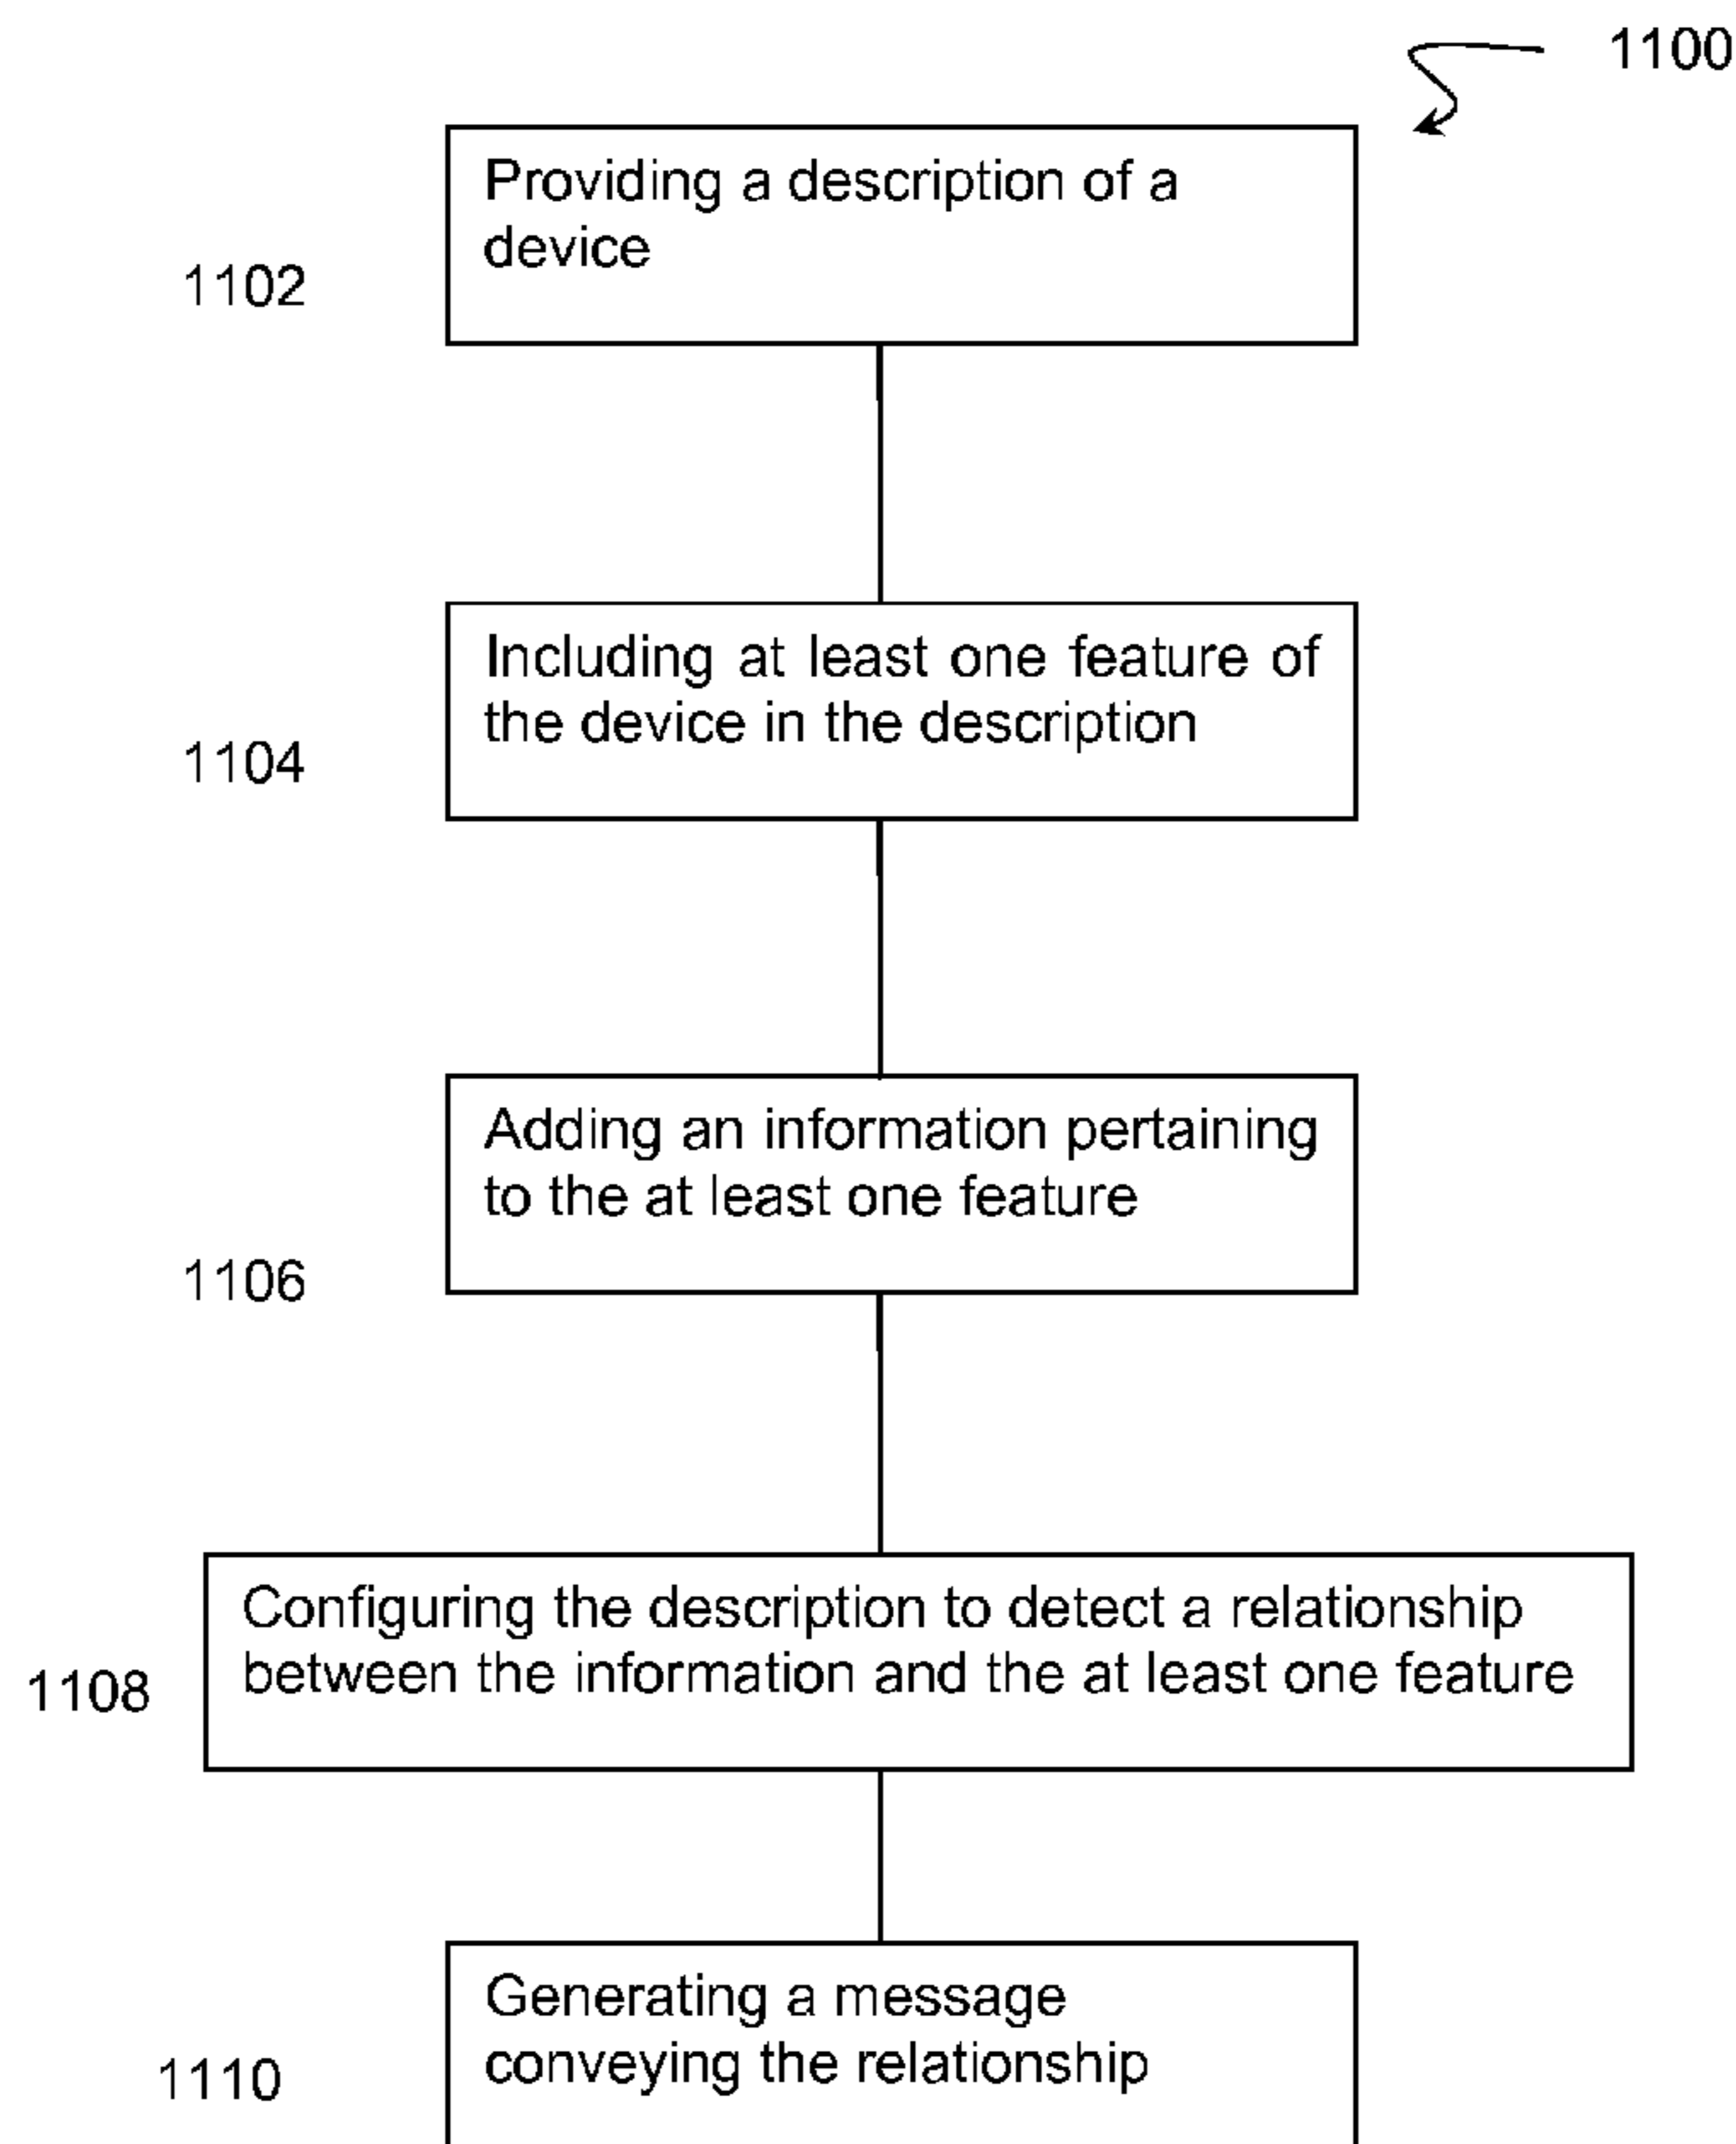 1100
Providing a description of a
device
1102
Including at least one feature of
the device in the description
1104
Adding an information pertaining
to the at least one feature
1106
Configuring the description to detect a relationship
between the information and the at least one feature
1108
Generating a message
conveying the relationship
1110